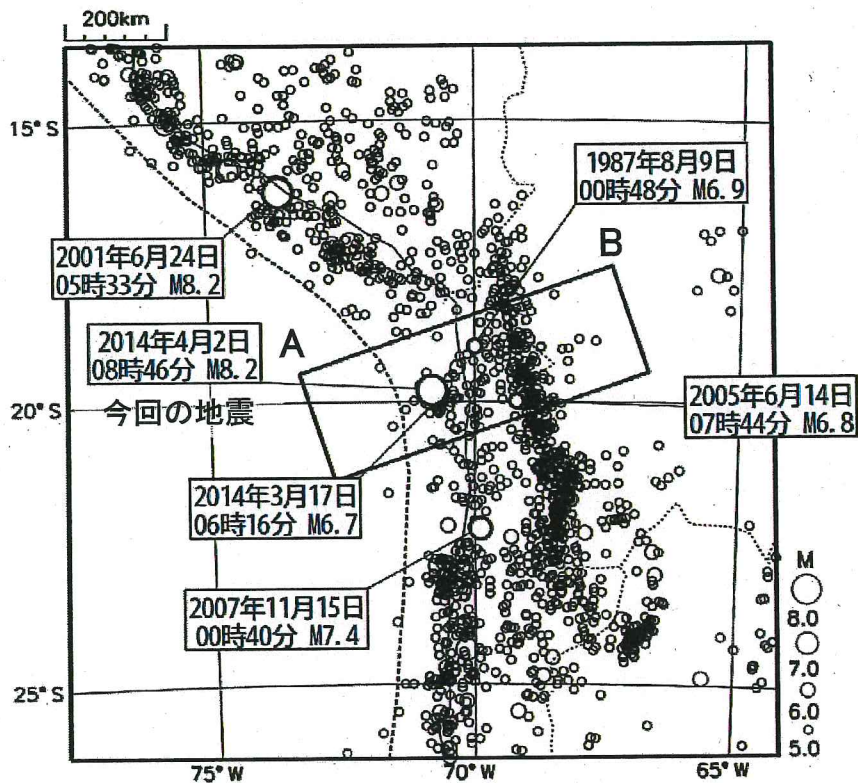 200km
15°S
1987年8月9日
00時48分 M6.9
B
2001年6月24日
05時33分 M8.2
2014年4月2日
08時46分 M8.2
A
20°S
今回の地震
2005年6月14日
07時44分 M6.8
2014年3月17日
06時16分 M6.7
2007年11月15日
00時40分 M7.4
M
8.0
7.0
6.0
5.0
25°S
75°W
70°W
65°W